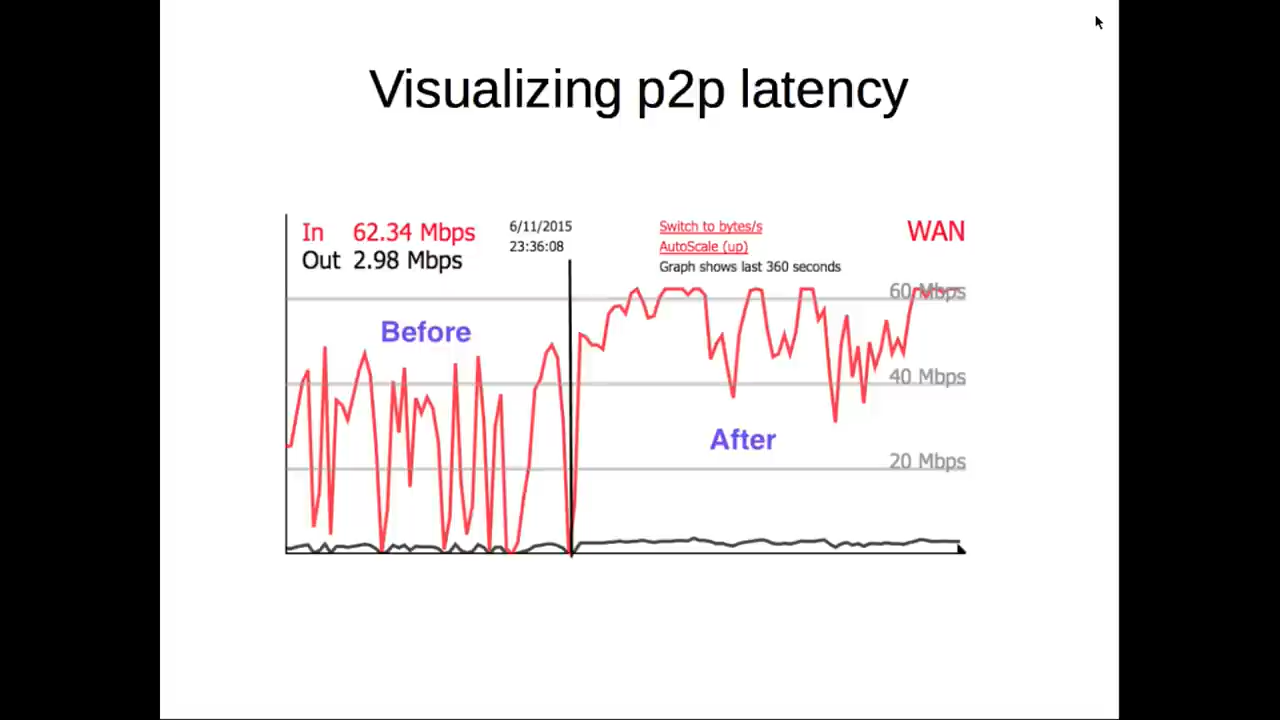 Visualizing p2p latency
In 62.34 Mbps
Out 2.98 Mbps
6/11/2015
23:36:08
Switch to bytes/s
AutoScale (up)
Graph shows last 360 seconds
WAN
60 Mbps
Before
40 Mbps
After
20 Mbps